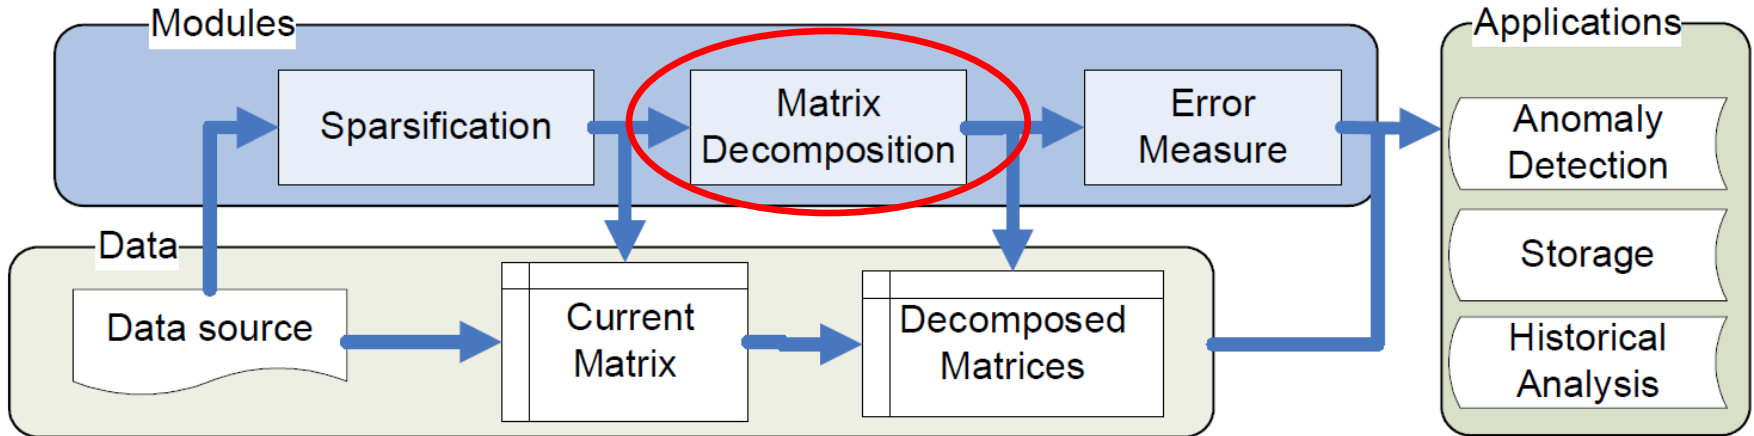 Modules
Sparsification
Matrix
Decomposition
Error
Measure
Data
Data source
Current
Matrix
Decomposed
Matrices
Applications
Anomaly
Detection
Storage
Historical
Analysis